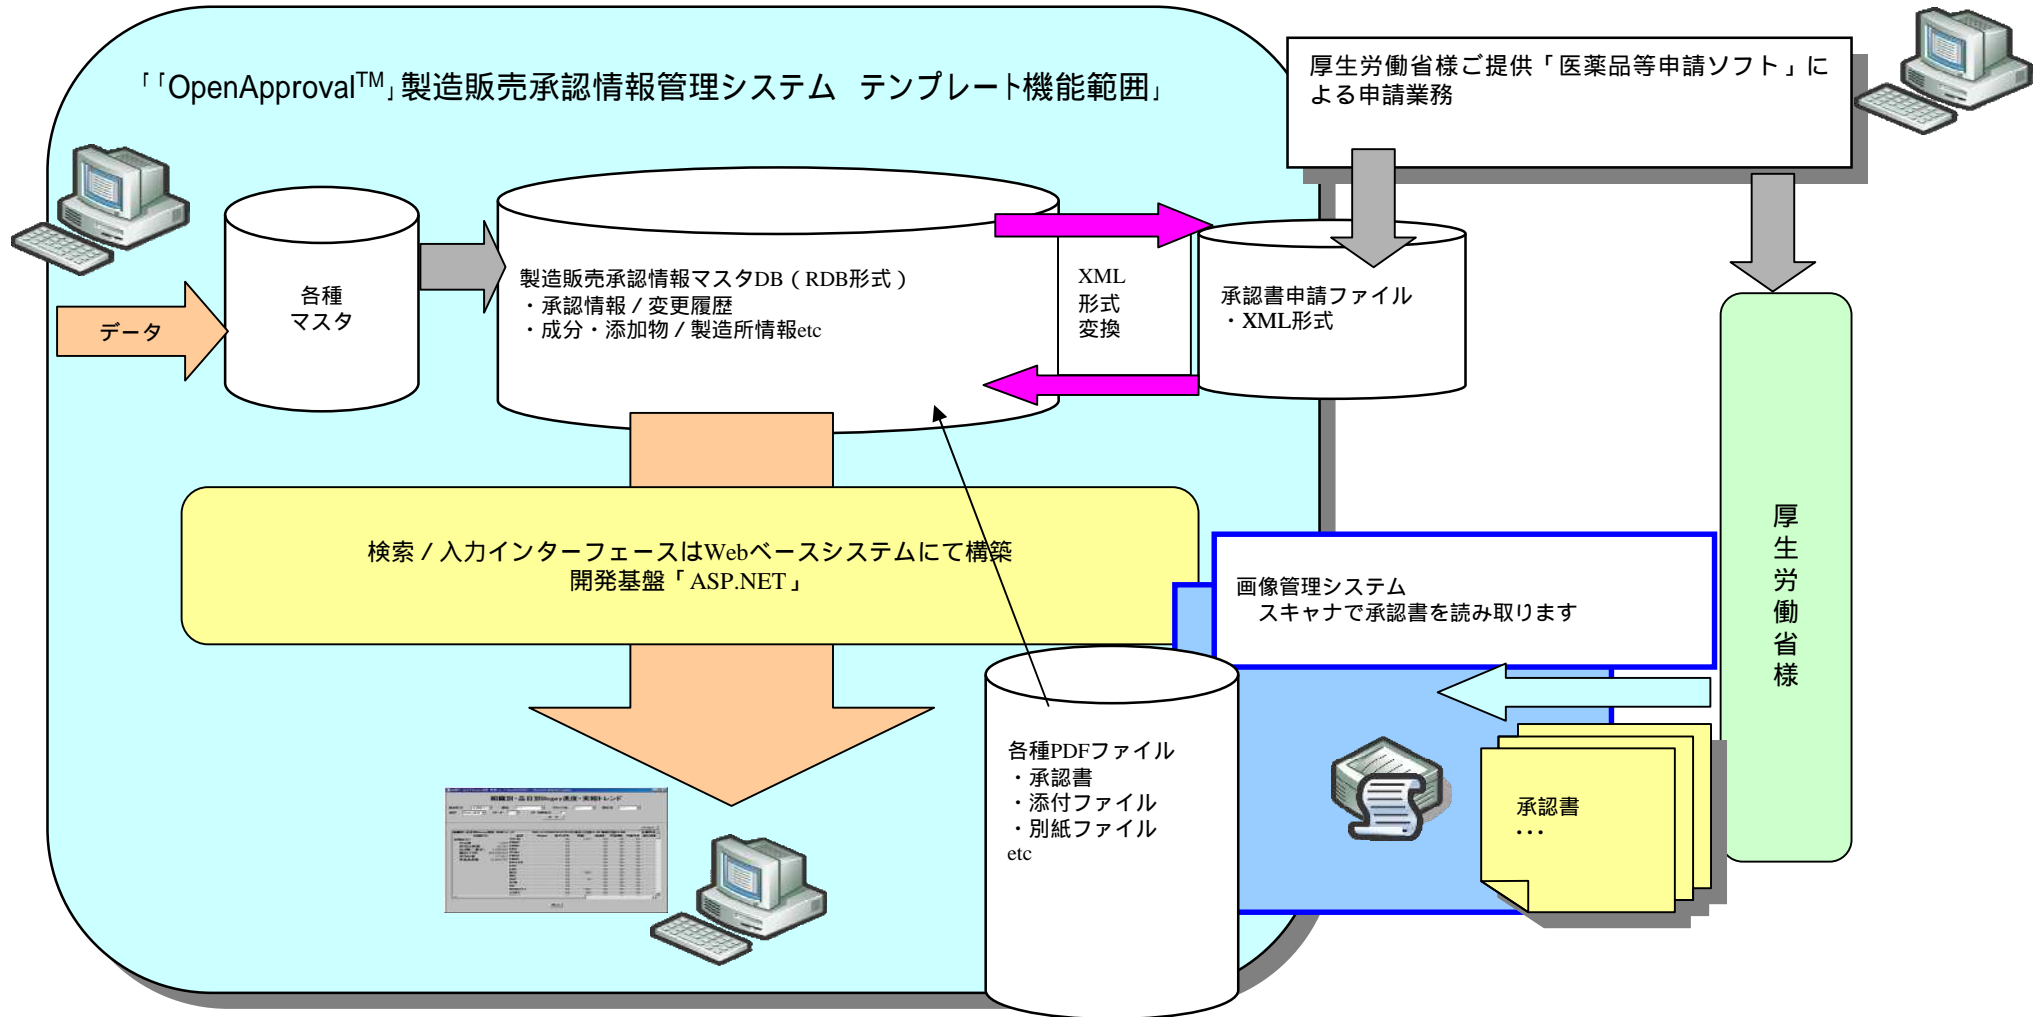 「「OpenApproval™」製造販売承認情報管理システム テンプレート機能範囲」
厚生労働省様ご提供「医薬品等申請ソフト」に
よる申請業務
データ
各種
マスタ
製造販売承認情報マスタDB（RDB形式）
・承認情報／変更履歴
・成分・添加物／製造所情報etc
XML
形式
変換
承認書申請ファイル
・XML形式
検索／入力インターフェースはWebベースシステムにて構築
開発基盤「ASP.NET」
画像管理システム
スキャナで承認書を読み取ります
厚
生
労
働
省
様
各種PDFファイル
・承認書
・添付ファイル
・別紙ファイル
etc
承認書
・・・